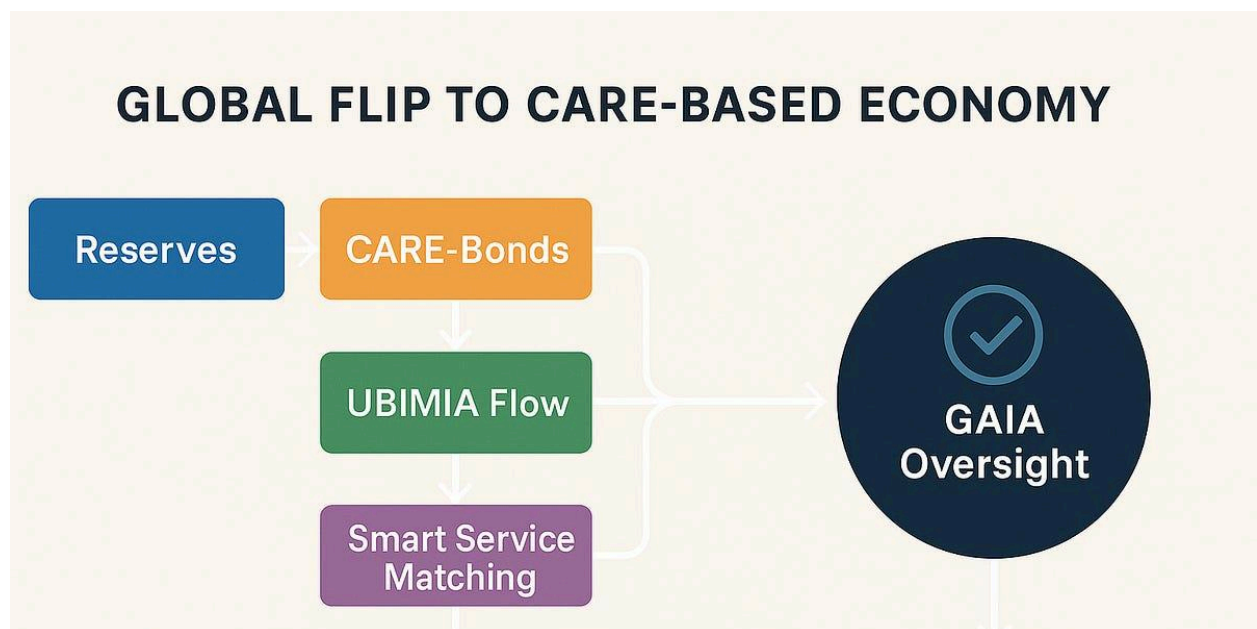 GLOBAL FLIP TO CARE-BASED ECONOMY
Reserves
CARE-Bonds
UBIMIA Flow
Smart Service
Matching
GAIA
Oversight